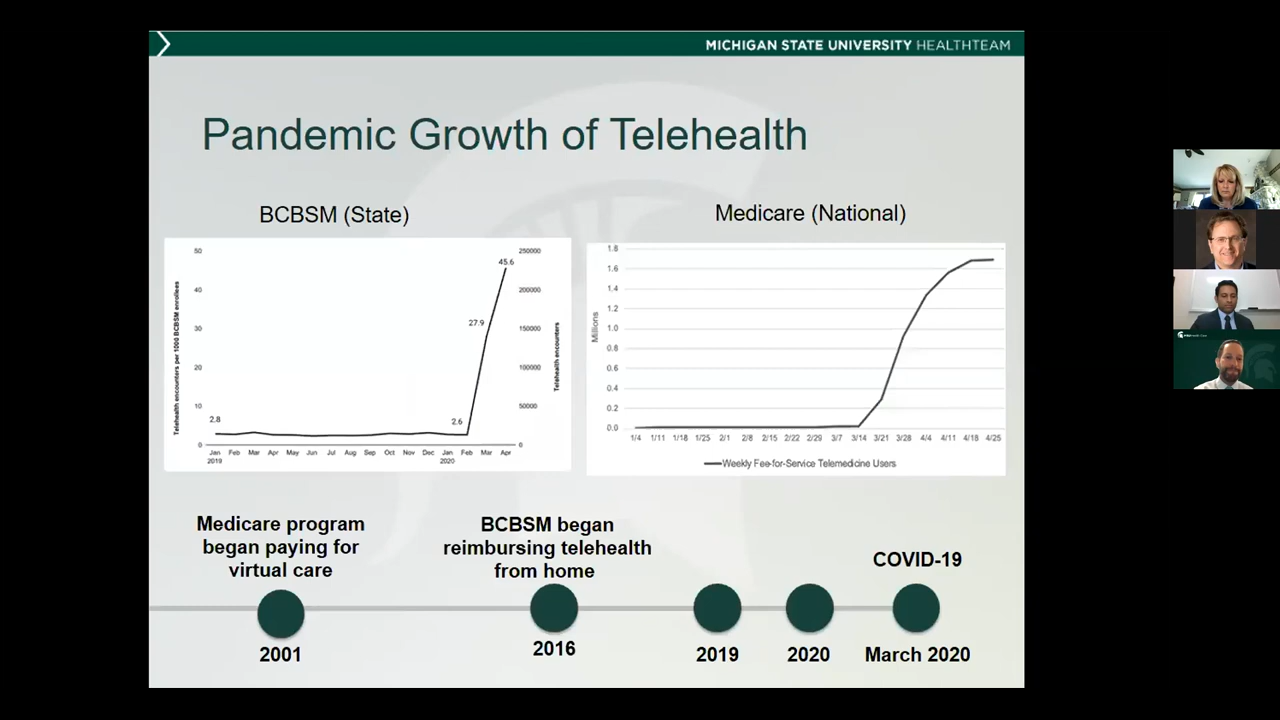 MICHIGAN STATE UNIVERSITY HEALTHTEAM
Pandemic Growth of Telehealth
BCBSM (State)
Medicare (National)
Telehealth encounters per 1000 BCBSM enrollees
50
40
30
20
10
0
2.8
2.6
27.9
45.6
250000
200000
150000
100000
50000
0
Telehealth encounters
Jan Feb Mar Apr May Jun Jul Aug Sep Oct Nov Dec Jan Feb Mar Apr
2019 2020
Millions
1.8
1.6
1.4
1.2
1.0
0.8
0.6
0.4
0.2
0.0
1/4 1/11 1/18 1/25 2/1 2/8 2/15 2/22 2/29 3/7 3/14 3/21 3/28 4/4 4/11 4/18 4/25
Weekly Fee-for-Service Telemedicine Users
Medicare program
began paying for
virtual care
BCBSM began
reimbursing telehealth
from home
COVID-19
2001
2016
2019
2020
March 2020